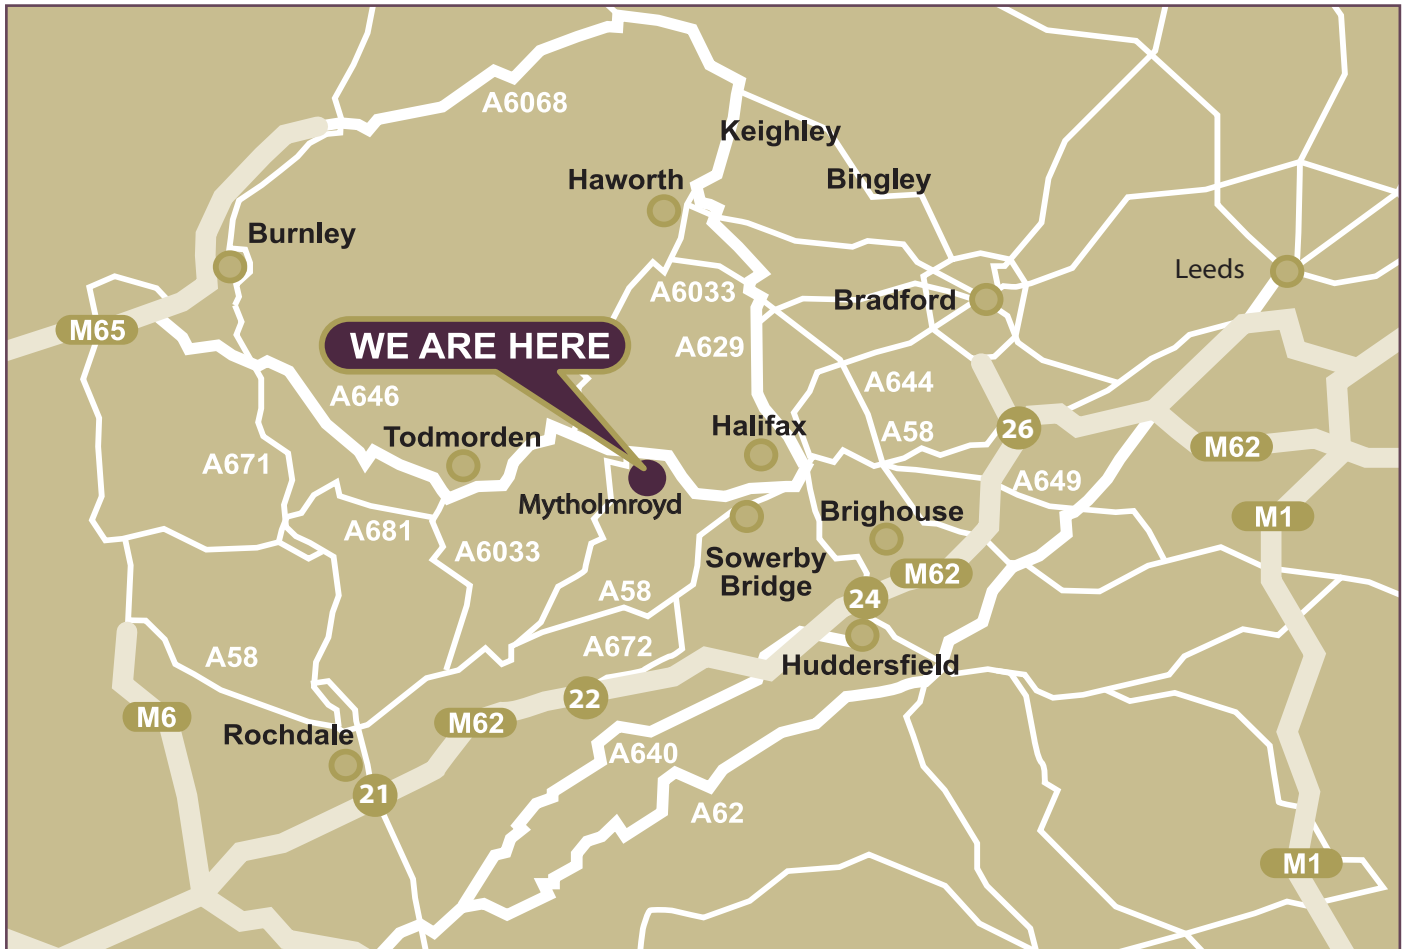 A6068
Keighley
Haworth
Bingley
Burnley
Leeds
A6033
Bradford
M65
WE ARE HERE
A629
A646
A644
Todmorden
Halifax
A58
26
M62
A671
A649
Mytholmroyd
Brighouse
M1
A681
A6033
Sowerby
Bridge
M62
A58
24
A672
A58
Huddersfield
22
M6
M62
Rochdale
A640
21
A62
M1